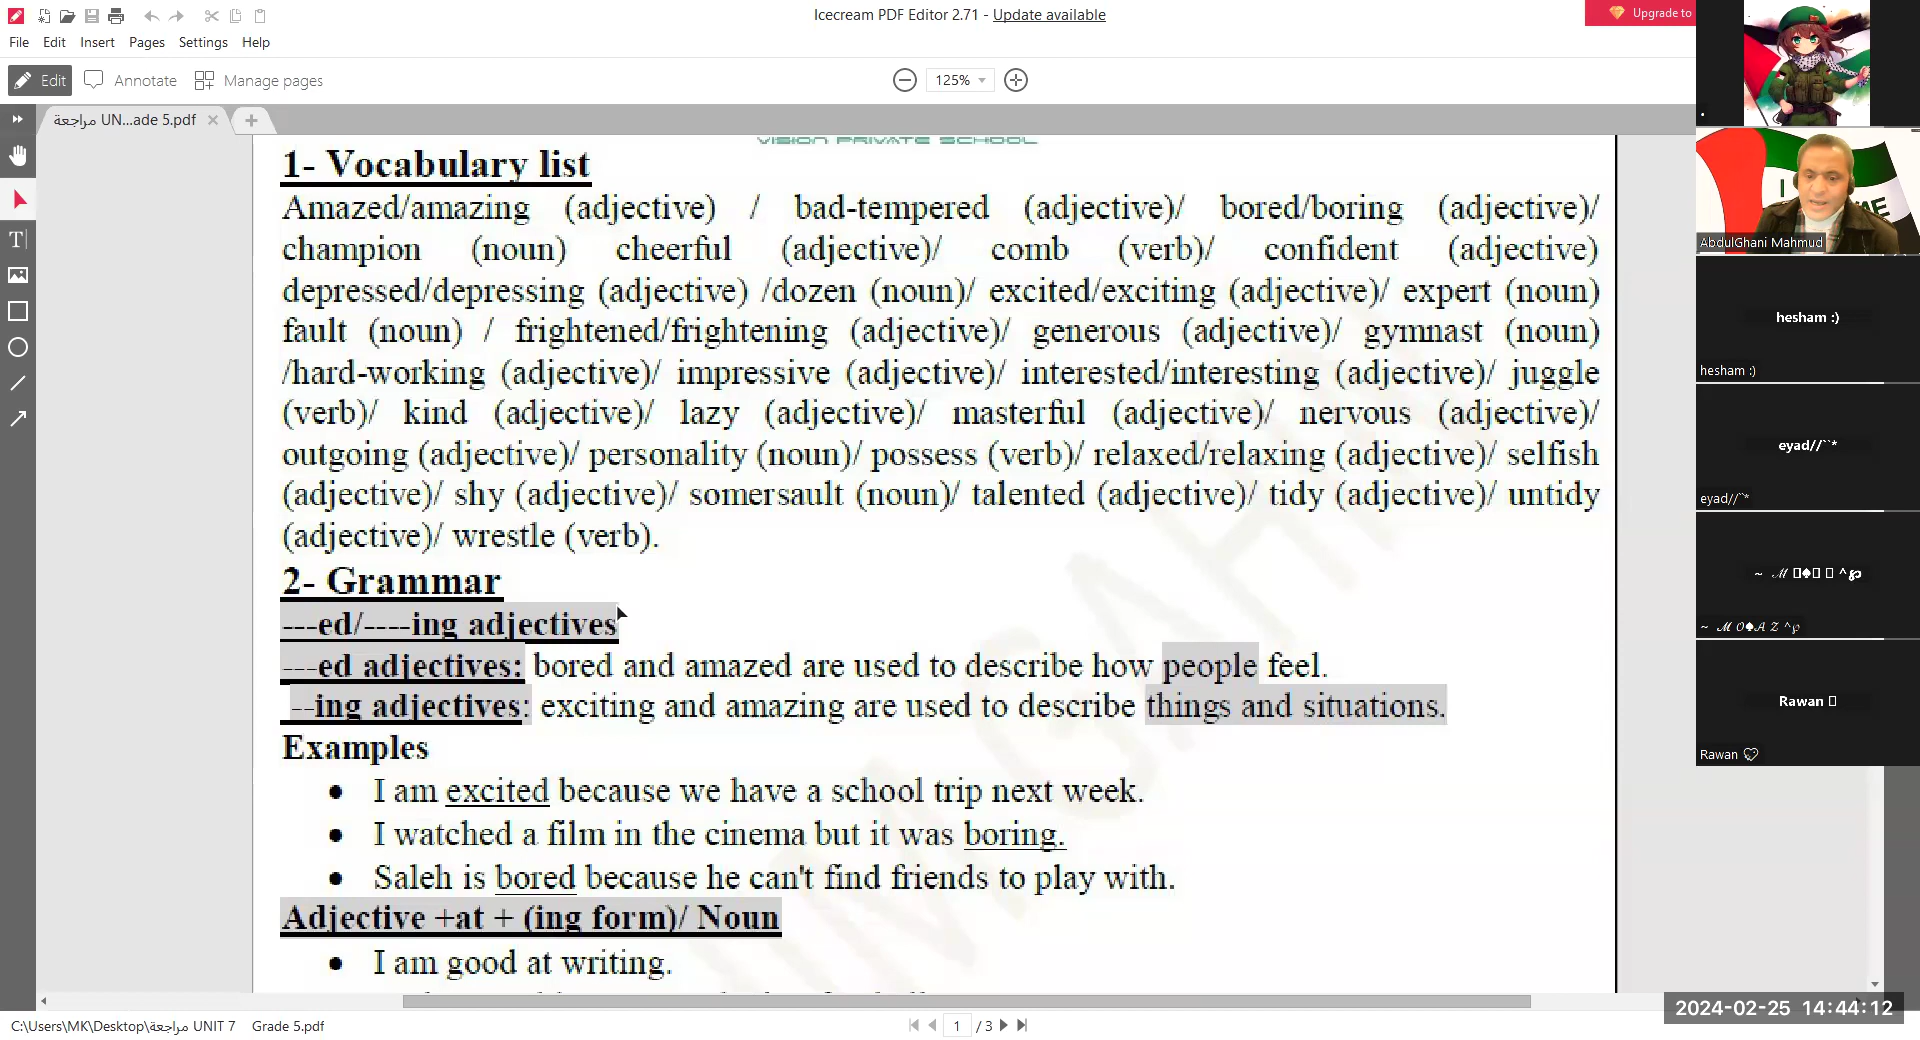 Icecream PDF Editor 2.71 - Update available
Upgrade to
File Edit Insert Pages Settings Help
Edit Annotate Manage pages
125%
مراجعة UN...ade 5.pdf
VISION PRIVATE SCHOOL
1- Vocabulary list
Amazed/amazing (adjective) / bad-tempered (adjective)/ bored/boring (adjective)/
champion (noun) cheerful (adjective)/ comb (verb)/ confident (adjective)
depressed/depressing (adjective) /dozen (noun)/ excited/exciting (adjective)/ expert (noun)
fault (noun) / frightened/frightening (adjective)/ generous (adjective)/ gymnast (noun)
/hard-working (adjective)/ impressive (adjective)/ interested/interesting (adjective)/ juggle
(verb)/ kind (adjective)/ lazy (adjective)/ masterful (adjective)/ nervous (adjective)/
outgoing (adjective)/ personality (noun)/ possess (verb)/ relaxed/relaxing (adjective)/ selfish
(adjective)/ shy (adjective)/ somersault (noun)/ talented (adjective)/ tidy (adjective)/ untidy
(adjective)/ wrestle (verb).
2- Grammar
---ed/----ing adjectives
---ed adjectives: bored and amazed are used to describe how people feel.
--ing adjectives: exciting and amazing are used to describe things and situations.
Examples
• I am excited because we have a school trip next week.
• I watched a film in the cinema but it was boring.
• Saleh is bored because he can't find friends to play with.
Adjective +at + (ing form)/ Noun
• I am good at writing.
AbdulGhani Mahmud
hesham :)
hesham :)
eyad//``*
eyad//``*
Rawan
Rawan
2024-02-25 14:44:12
C:\Users\MK\Desktop\مراجعة UNIT 7 Grade 5.pdf
1 / 3